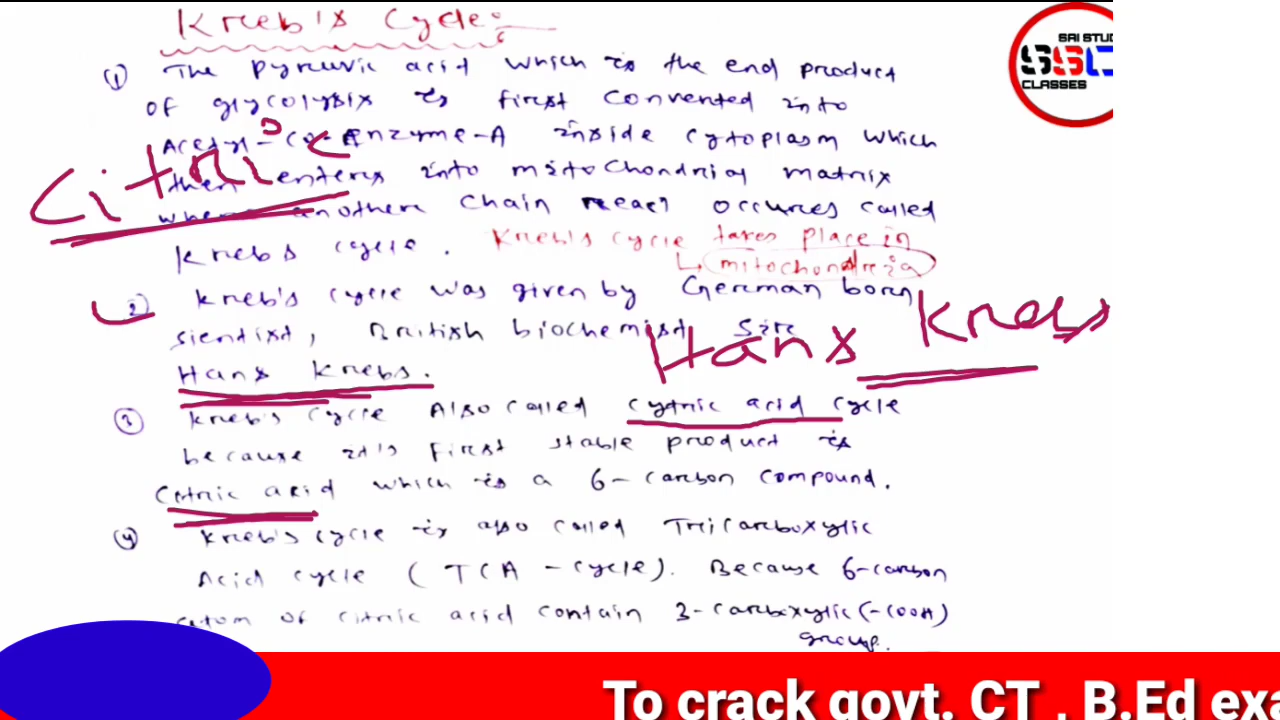 Kreb's Cycle:-
SAI STUD
SSC
CLASSES
① The pyruvic acid which is the end product
of glycolysis is first converted into
Acetyl-Co-Enzyme-A inside cytoplasm which
then enters into mitochondrial matrix
where another chain react occures called
Krebs cycle. Kreb's cycle takes place in
mitochondria
Citric
② Kreb's cycle was given by German born
sientist, British biochemist Sir
Hans Krebs.
Hans Krebs
③ Kreb's cycle Also called cytric acid cycle
because it's first stable product is
Citric acid which is a 6-carbon compound.
④ Kreb's cycle is also called Tricarboxylic
Acid cycle (TCA-cycle). Because 6-carbon
atom of citric acid contain 3-carboxylic (-COOH)
group.
To crack govt. CT , B.Ed exa